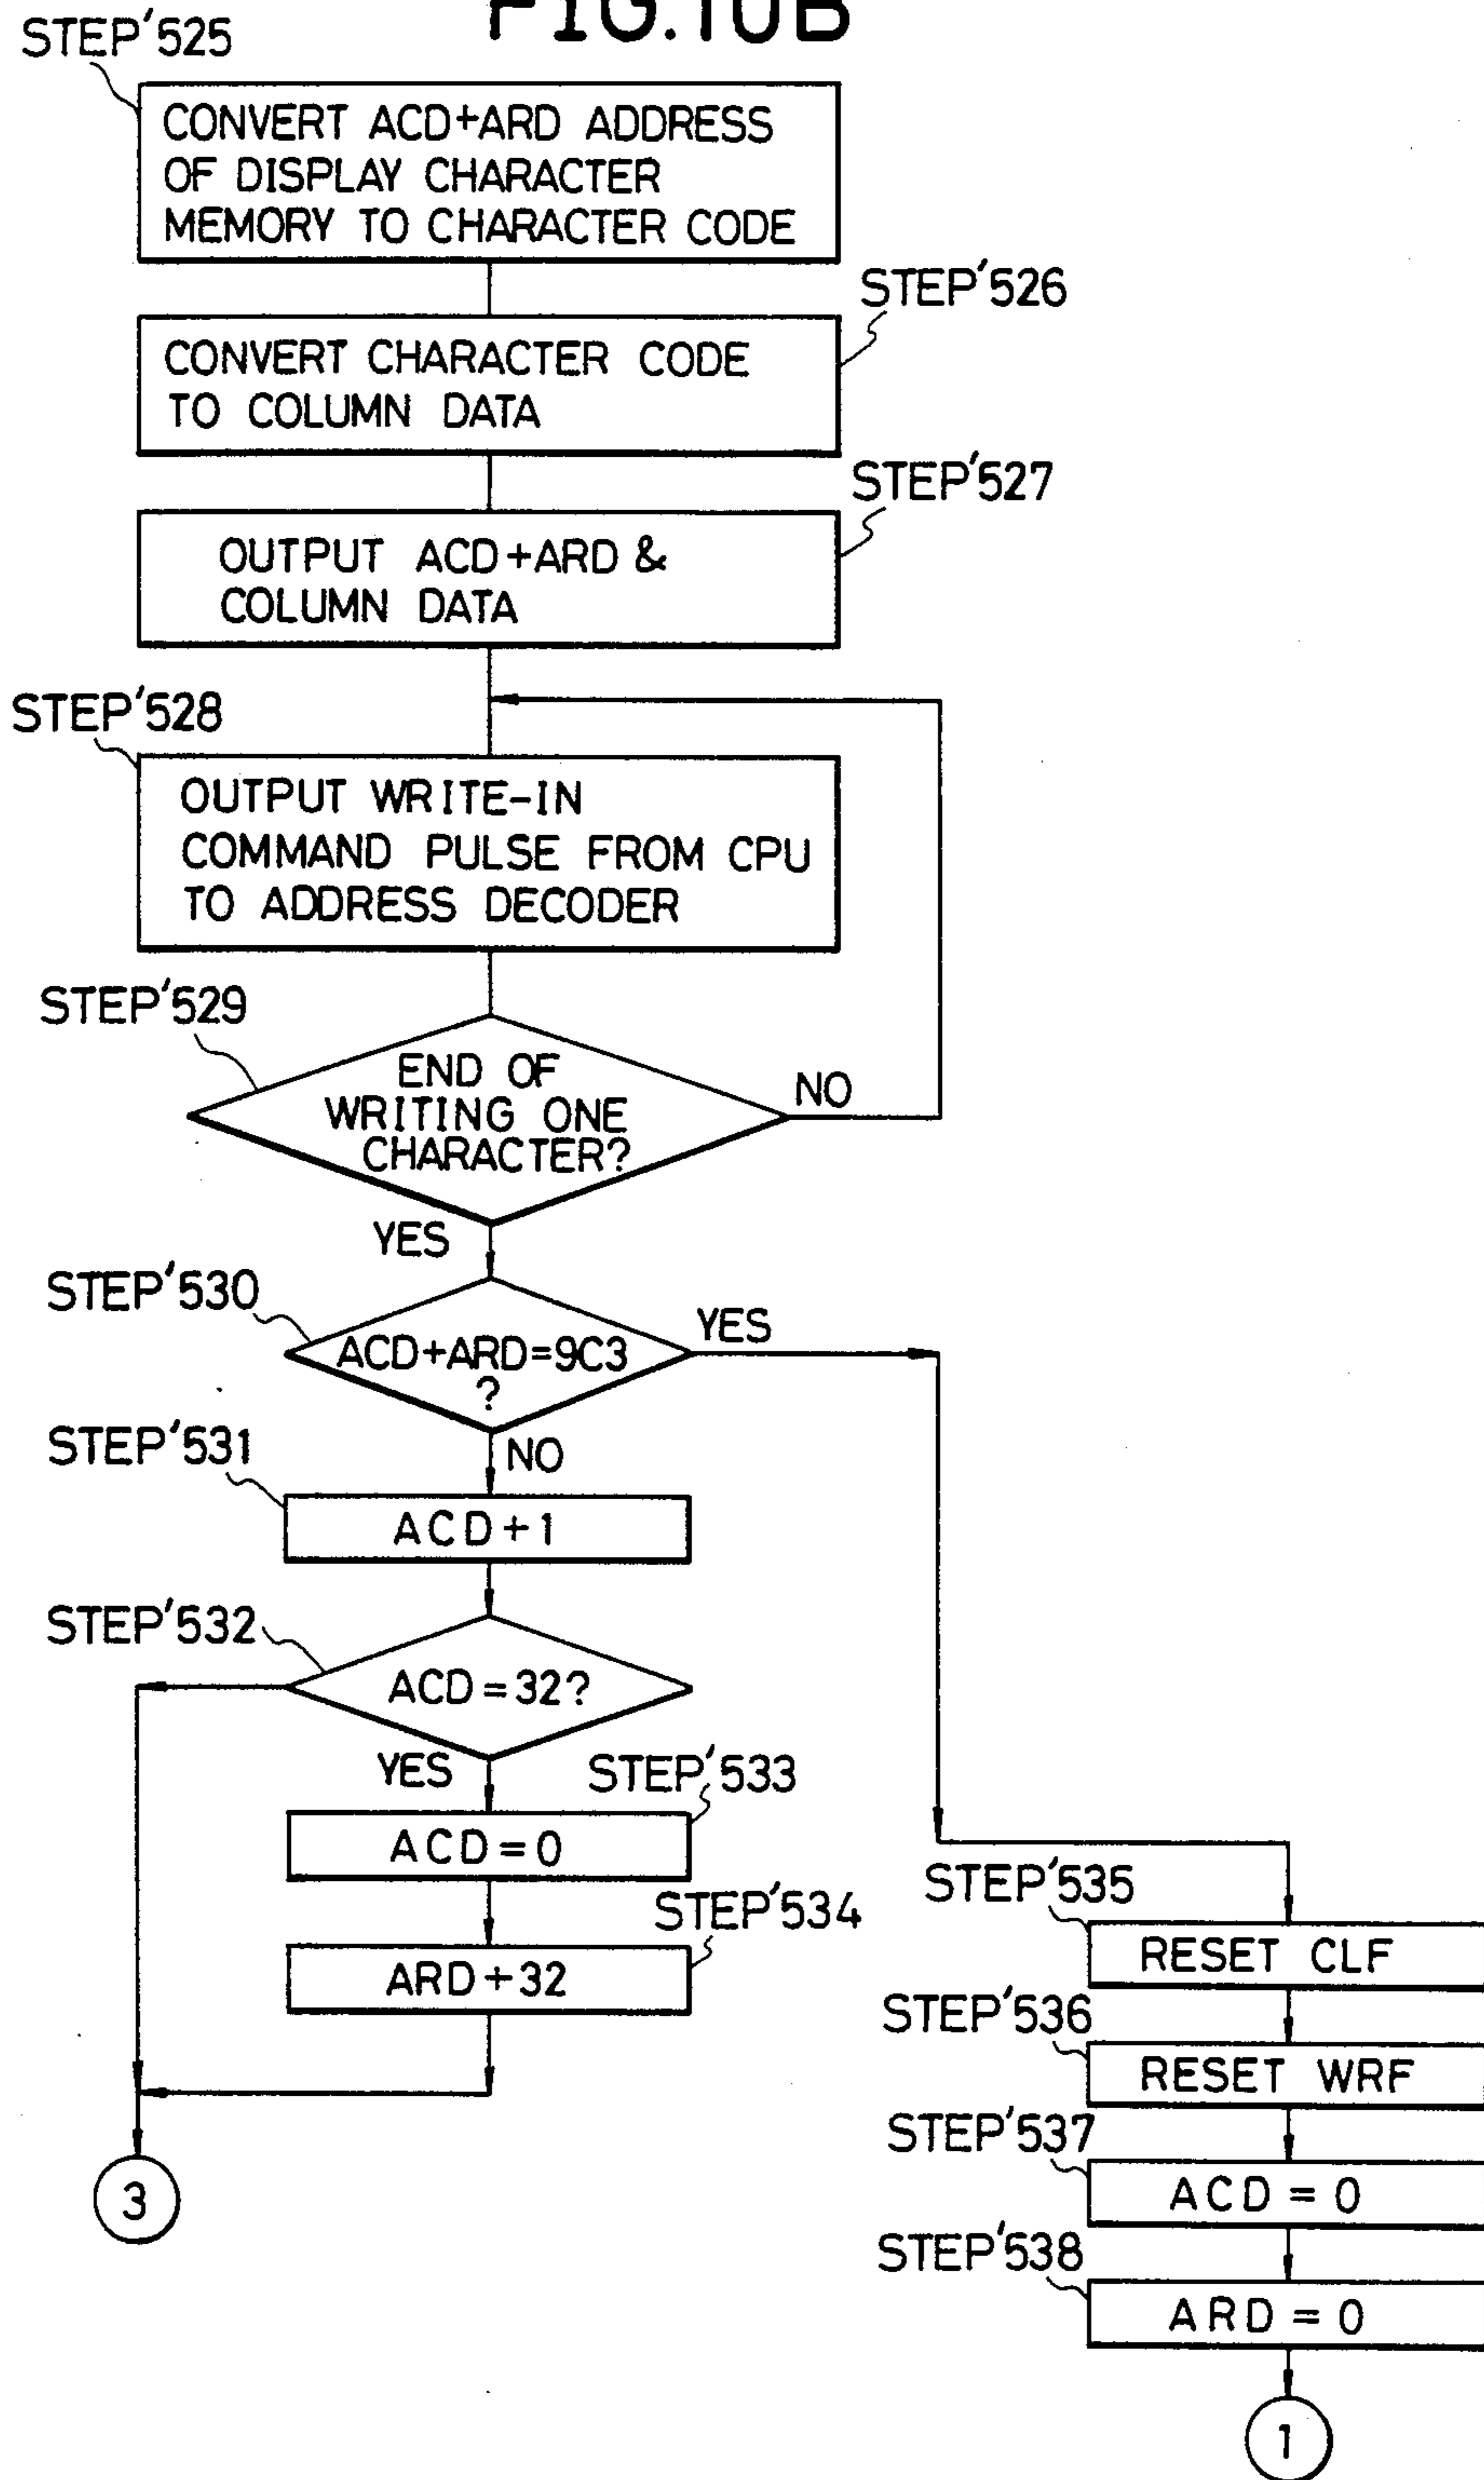 FIG.10B
STEP'525
CONVERT ACD+ARD ADDRESS
OF DISPLAY CHARACTER
MEMORY TO CHARACTER CODE
STEP'526
CONVERT CHARACTER CODE
TO COLUMN DATA
STEP'527
OUTPUT ACD+ARD &
COLUMN DATA
STEP'528
OUTPUT WRITE-IN
COMMAND PULSE FROM CPU
TO ADDRESS DECODER
STEP'529
END OF
WRITING ONE
CHARACTER?
NO
YES
STEP'530
ACD+ARD=9C3
?
YES
NO
STEP'531
ACD+1
STEP'532
ACD=32?
YES
STEP'533
ACD=0
STEP'534
ARD+32
3
STEP'535
RESET CLF
STEP'536
RESET WRF
STEP'537
ACD=0
STEP'538
ARD=0
1